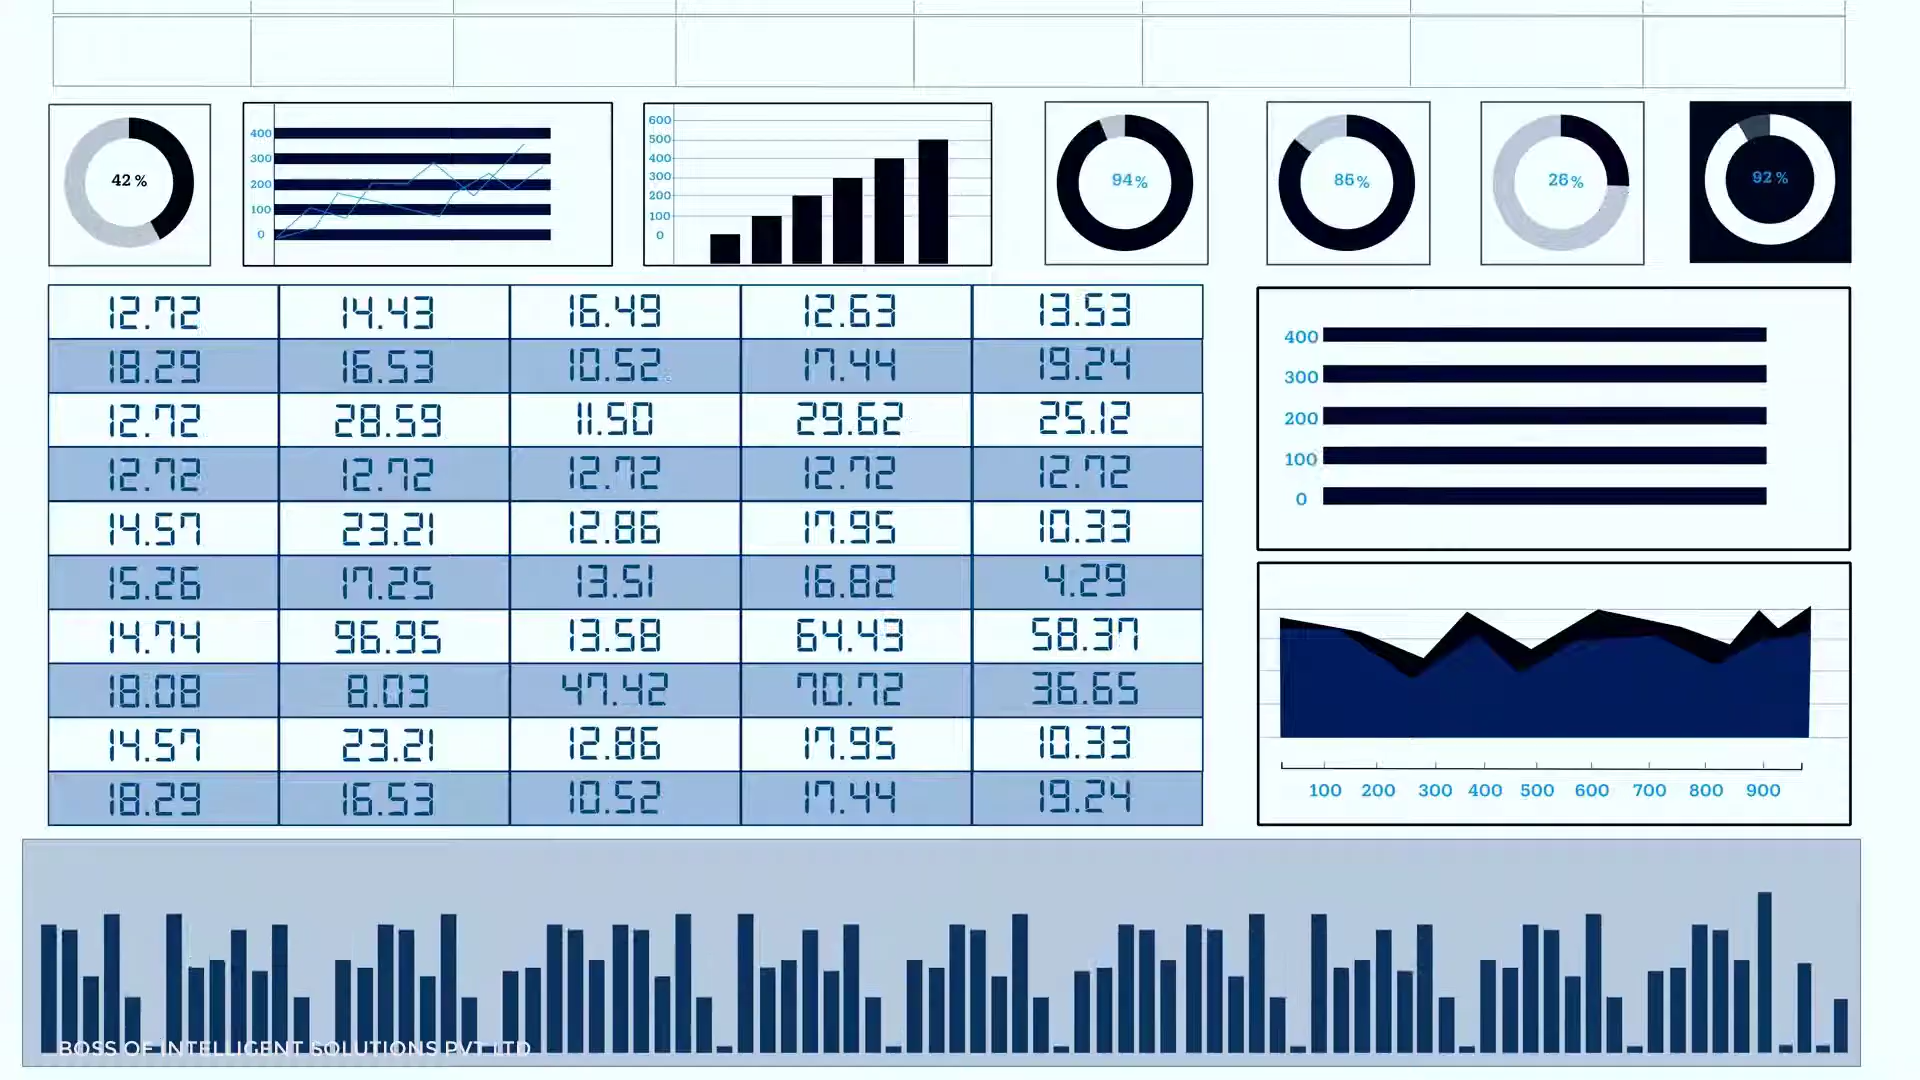 42 %
400
300
200
100
0
600
500
400
300
200
100
0
94 %
85 %
26 %
92 %
12.72 14.43 16.49 12.63 13.53
18.29 16.53 10.52 17.44 19.24
12.72 28.59 11.50 29.62 25.12
12.72 12.72 12.72 12.72 12.72
14.57 23.21 12.86 17.95 10.33
15.26 17.25 13.51 16.82 4.29
14.74 96.95 13.58 64.43 58.37
18.08 8.03 47.42 70.72 36.65
14.57 23.21 12.86 17.95 10.33
18.29 16.53 10.52 17.44 19.24
400
300
200
100
0
100 200 300 400 500 600 700 800 900
BOSS OF INTELLIGENT SOLUTIONS PVT LTD